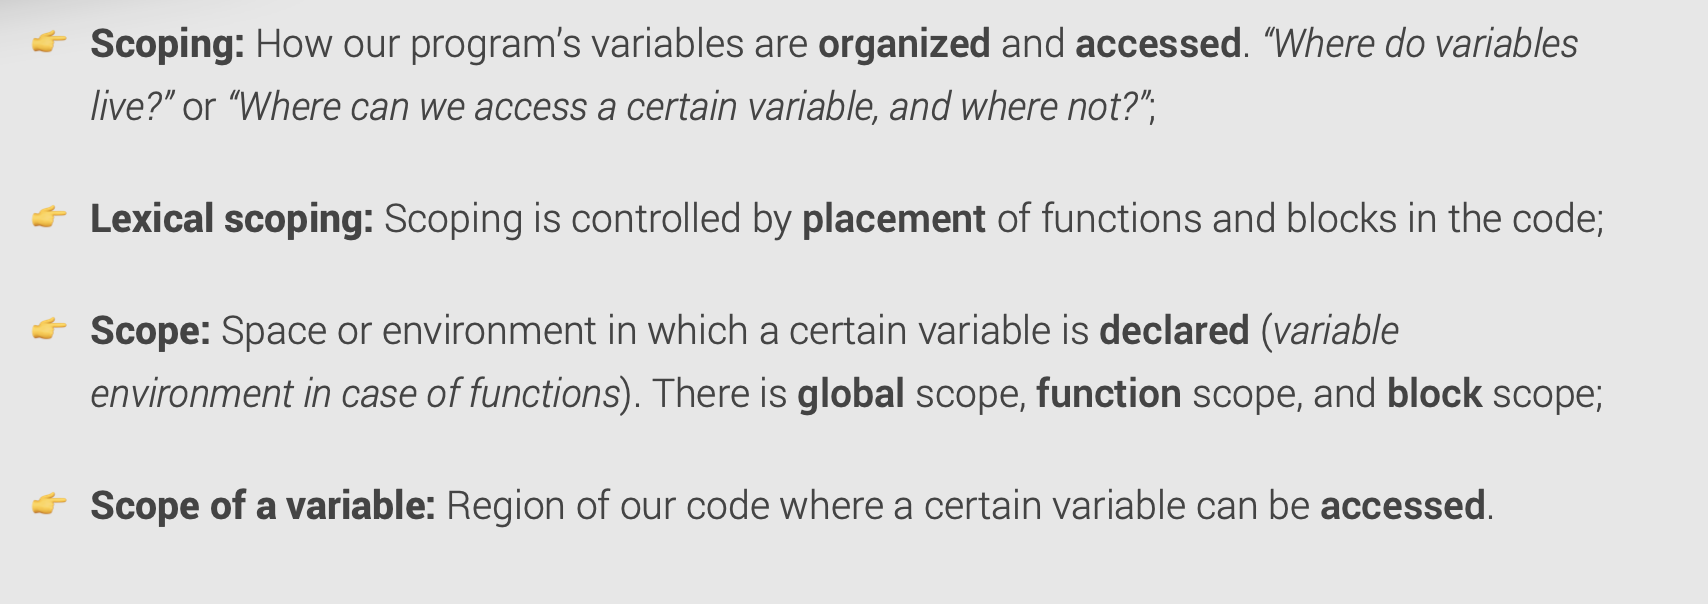 👉 Scoping: How our program’s variables are organized and accessed. “Where do variables
live?” or “Where can we access a certain variable, and where not?”;
👉 Lexical scoping: Scoping is controlled by placement of functions and blocks in the code;
👉 Scope: Space or environment in which a certain variable is declared (variable
environment in case of functions). There is global scope, function scope, and block scope;
👉 Scope of a variable: Region of our code where a certain variable can be accessed.